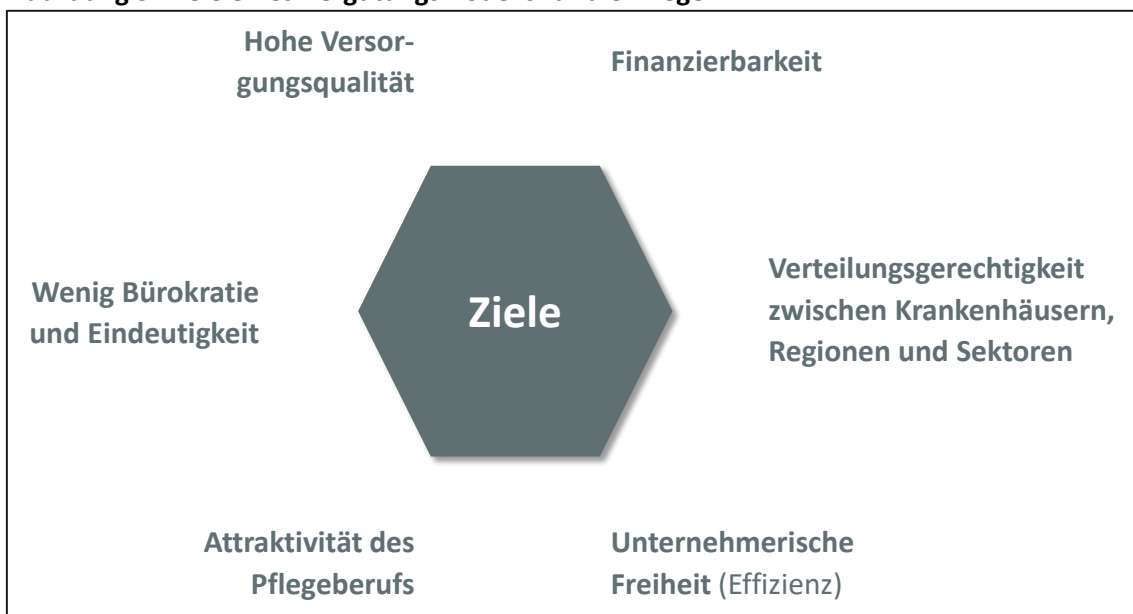 Hohe Versor-
gungsqualität
Finanzierbarkeit
Wenig Bürokratie
und Eindeutigkeit
Ziele
Verteilungsgerechtigkeit
zwischen Krankenhäusern,
Regionen und Sektoren
Attraktivität des
Pflegeberufs
Unternehmerische
Freiheit (Effizienz)